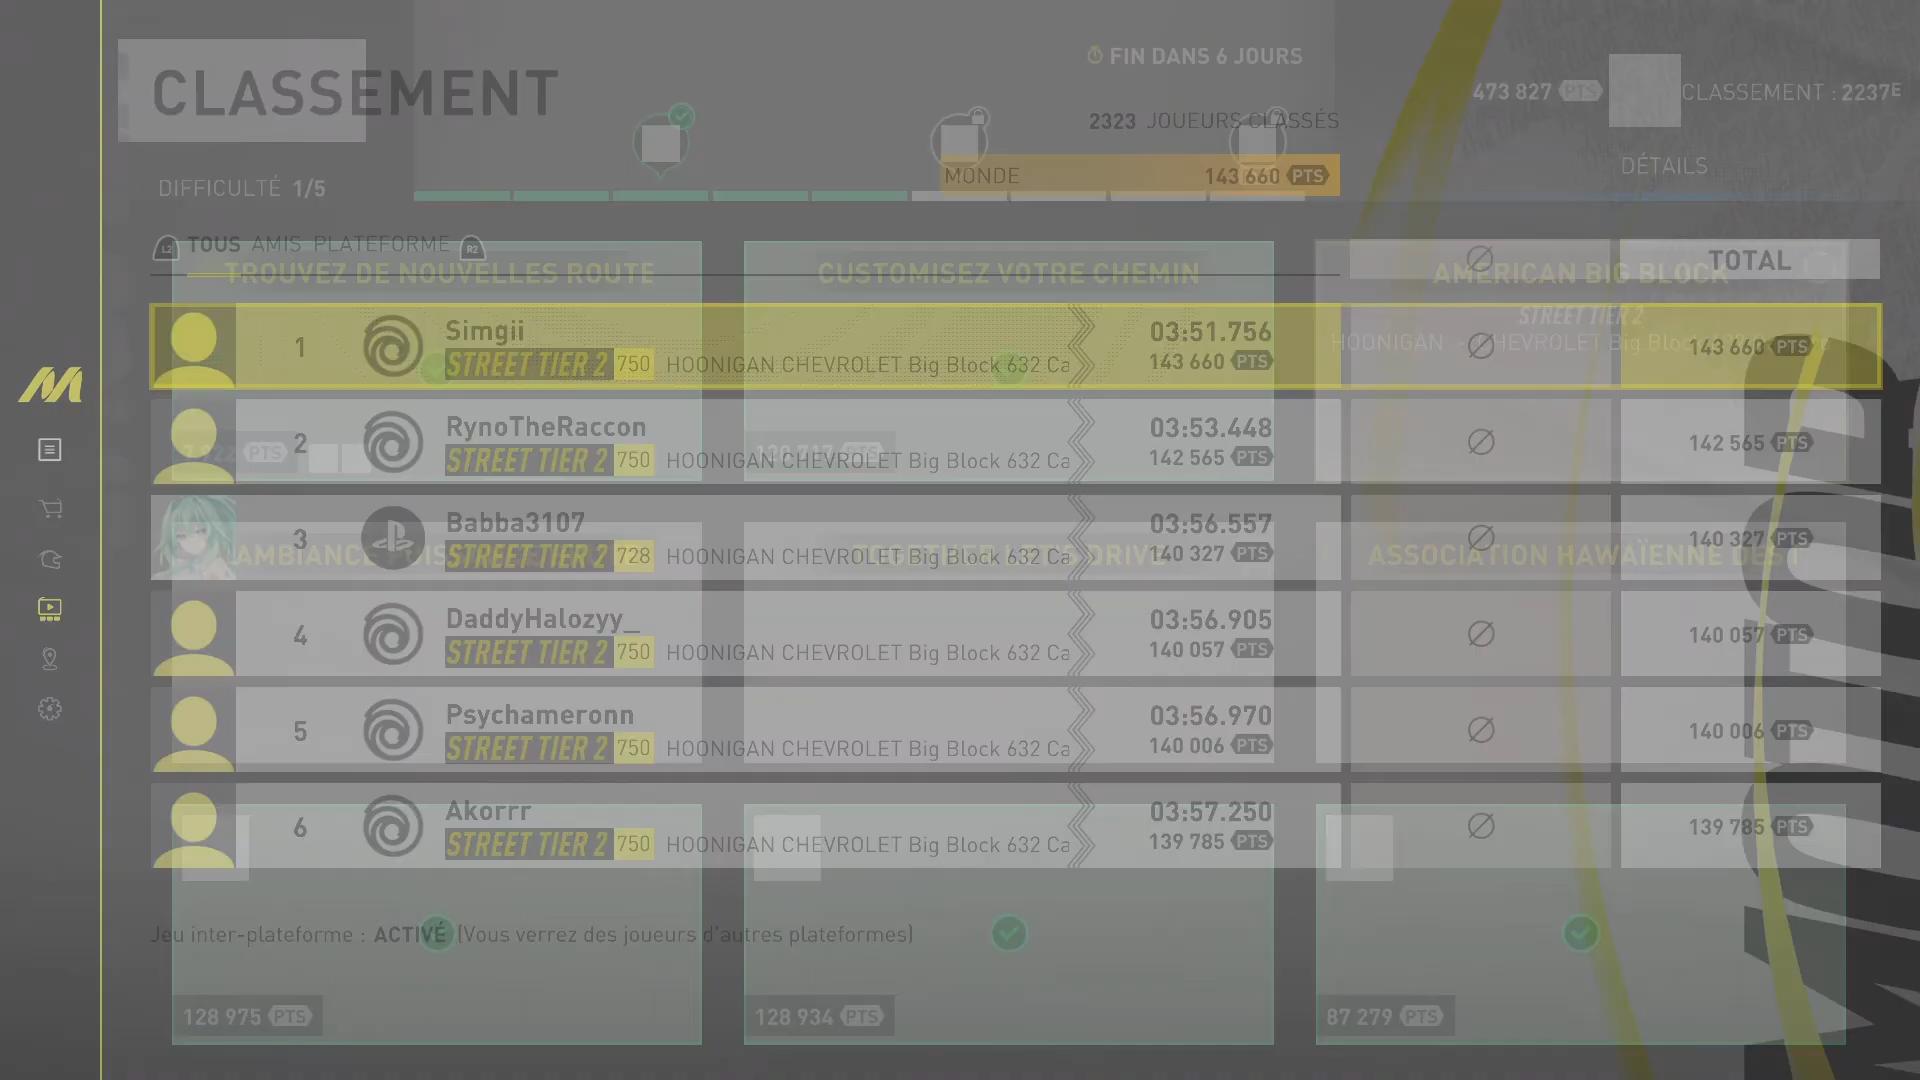 CLASSEMENT
FIN DANS 6 JOURS
473 827 PTS
CLASSEMENT : 2237E
2323 JOUEURS CLASSÉS
DÉTAILS
MONDE 143 660 PTS
DIFFICULTÉ 1/5
L2 TOUS AMIS PLATEFORME R2
TROUVEZ DE NOUVELLES ROUTE
CUSTOMISEZ VOTRE CHEMIN
AMERICAN BIG BLOCK
TOTAL
STREET TIER 2
1 Simgii 03:51.756
STREET TIER 2 750 HOONIGAN CHEVROLET Big Block 632 Ca 143 660 PTS
143 660 PTS
2 RynoTheRaccon 03:53.448
STREET TIER 2 750 HOONIGAN CHEVROLET Big Block 632 Ca 142 565 PTS
142 565 PTS
3 Babba3107 03:56.557
STREET TIER 2 728 HOONIGAN CHEVROLET Big Block 632 Ca 140 327 PTS
140 327 PTS
AMBIANCE
TOGETHER LET'S DRIVE
ASSOCIATION HAWAÏENNE DES T
4 DaddyHalozyy_ 03:56.905
STREET TIER 2 750 HOONIGAN CHEVROLET Big Block 632 Ca 140 057 PTS
140 057 PTS
5 Psychameronn 03:56.970
STREET TIER 2 750 HOONIGAN CHEVROLET Big Block 632 Ca 140 006 PTS
140 006 PTS
6 Akorrr 03:57.250
STREET TIER 2 750 HOONIGAN CHEVROLET Big Block 632 Ca 139 785 PTS
139 785 PTS
Jeu inter-plateforme : ACTIVÉ (Vous verrez des joueurs d'autres plateformes)
128 975 PTS
128 934 PTS
87 279 PTS